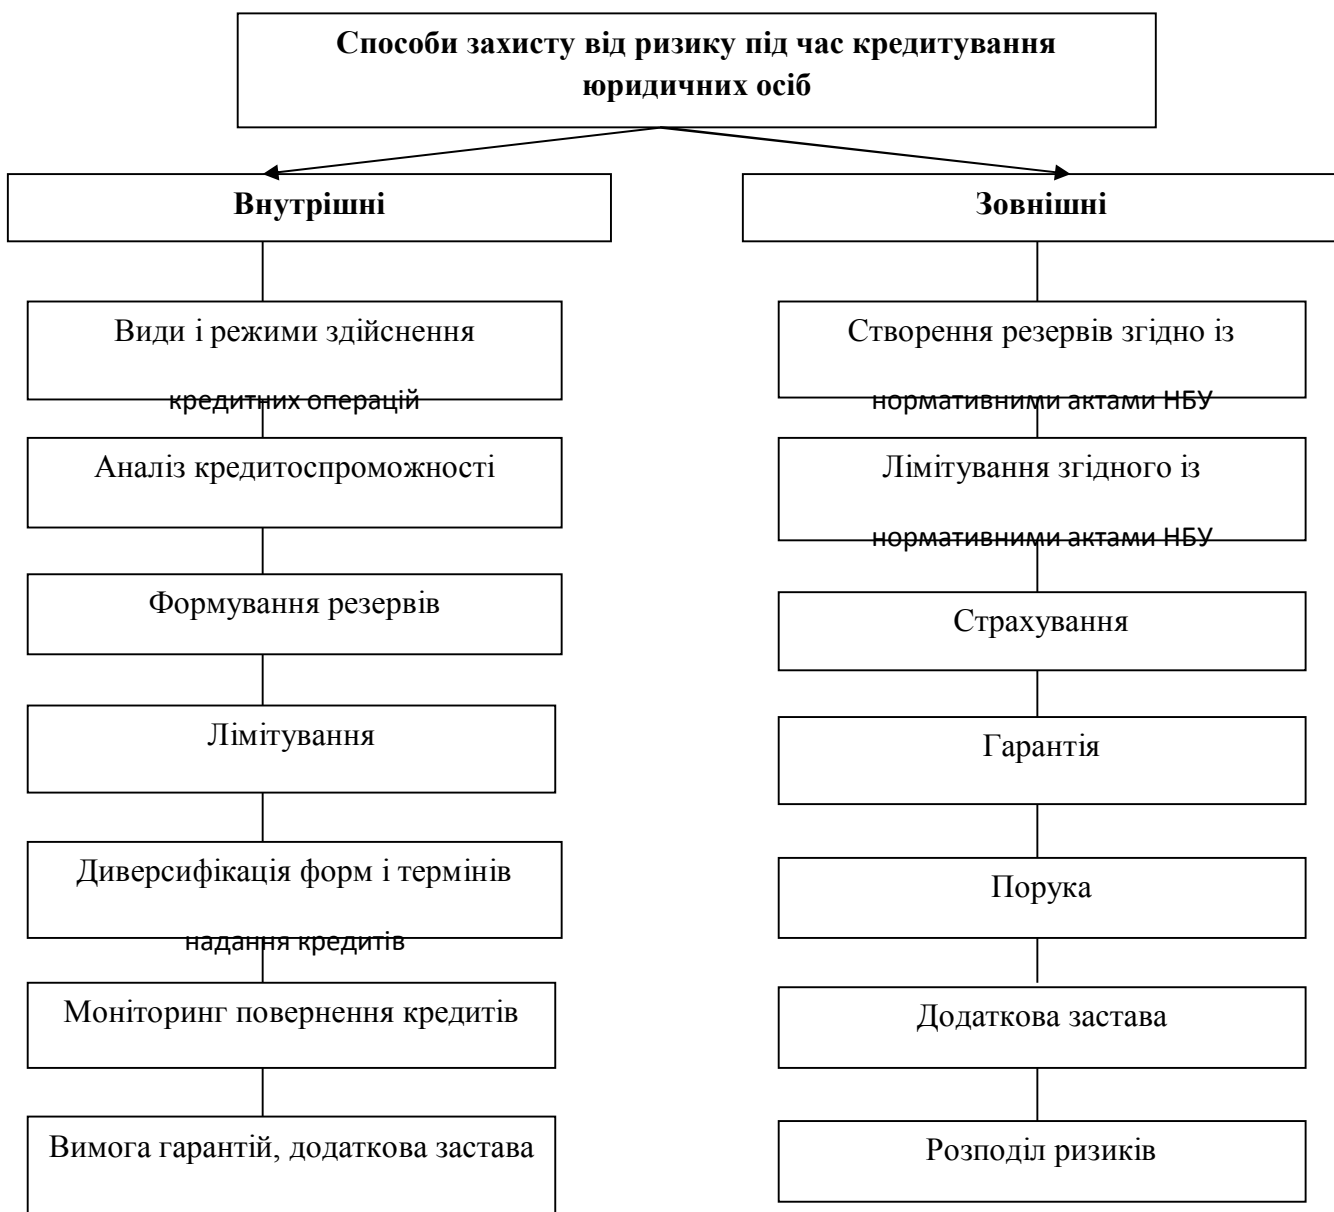 Способи захисту від ризику під час кредитування
юридичних осіб
Внутрішні
Види і режими здійснення
кредитних операцій
Аналіз кредитоспроможності
Формування резервів
Лімітування
Диверсифікація форм і термінів
надання кредитів
Моніторинг повернення кредитів
Вимога гарантій, додаткова застава
Зовнішні
Створення резервів згідно із
нормативними актами НБУ
Лімітування згідного із
нормативними актами НБУ
Страхування
Гарантія
Порука
Додаткова застава
Розподіл ризиків